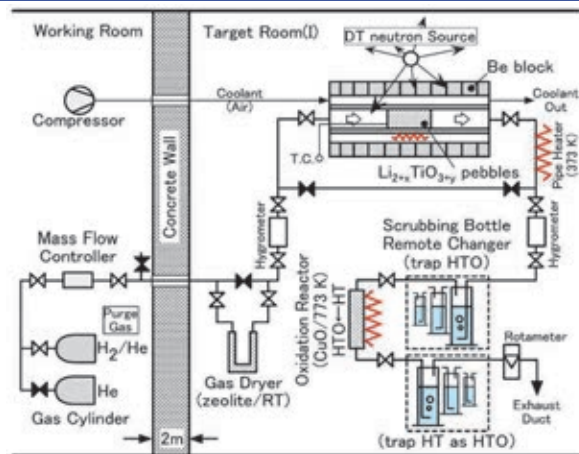 Working Room
Target Room(I)
DT neutron Source
Be block
Coolant
(Air)
Coolant
Out
Compressor
T.C.
Li2+xTiO3+y pebbles
Pipe Heater
(373 K)
Concrete Wall
Hygrometer
Hygrometer
Mass Flow
Controller
Scrubbing Bottle
Remote Changer
(trap HTO)
Purge
Gas
H2/He
He
Gas Cylinder
Gas Dryer
(zeolite/RT)
Oxidation Reactor
(CuO/773 K)
HTO←HT
Rotameter
Exhaust
Duct
(trap HT as HTO)
2m